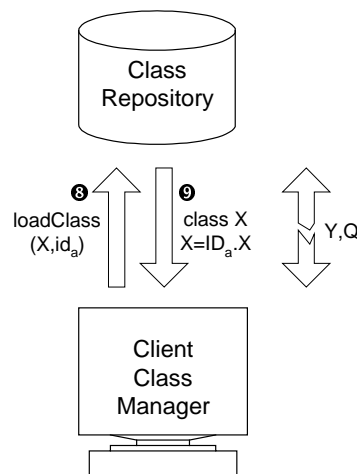 Class
Repository
❽
loadClass
(X,id_a)
❾
class X
X=ID_a.X
Y,Q
Client
Class
Manager